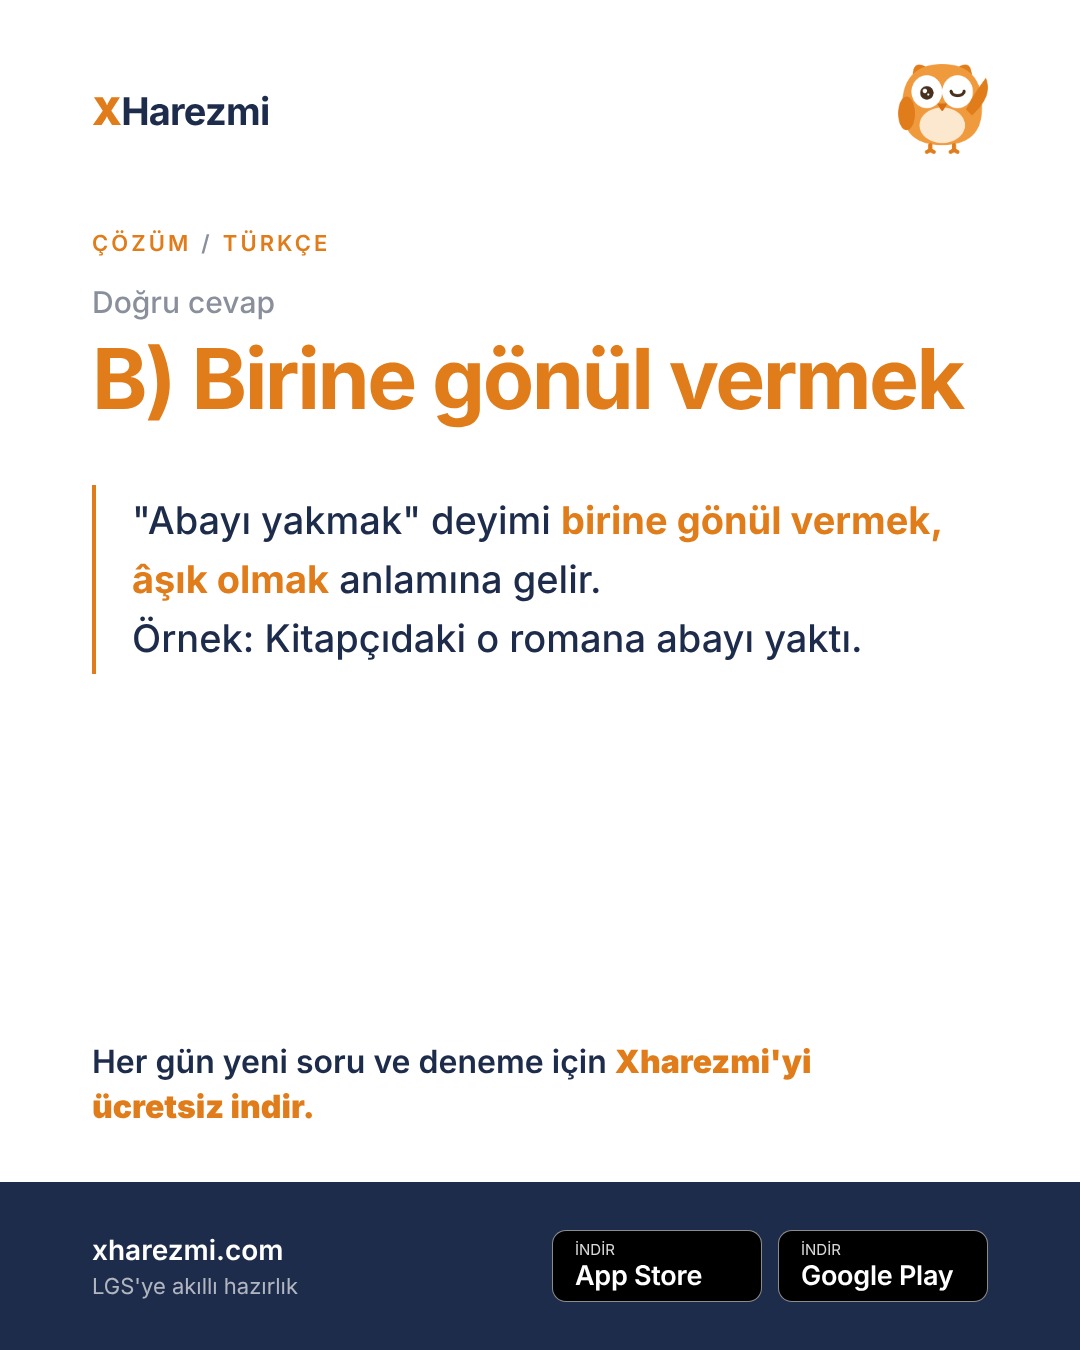 XHarezmi
ÇÖZÜM / TÜRKÇE
Doğru cevap
B) Birine gönül vermek
"Abayı yakmak" deyimi birine gönül vermek,
âşık olmak anlamına gelir.
Örnek: Kitapçıdaki o romana abayı yaktı.
Her gün yeni soru ve deneme için Xharezmi'yi
ücretsiz indir.
xharezmi.com
LGS'ye akıllı hazırlık
İNDİR
App Store
İNDİR
Google Play